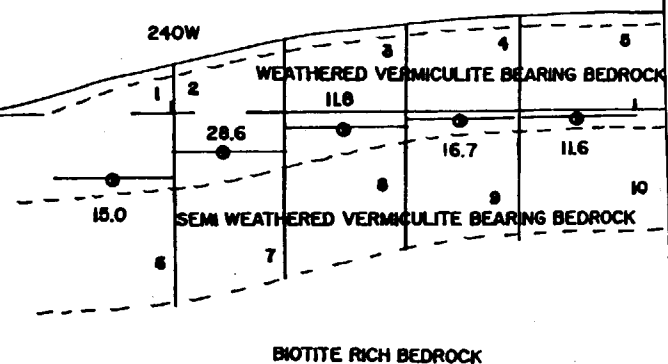 240W
3 4 5
1 2
WEATHERED VERMICULITE BEARING BEDROCK
11.8
1
28.6
16.7 11.6
8 9 10
15.0
SEMI WEATHERED VERMICULITE BEARING BEDROCK
6 7
BIOTITE RICH BEDROCK